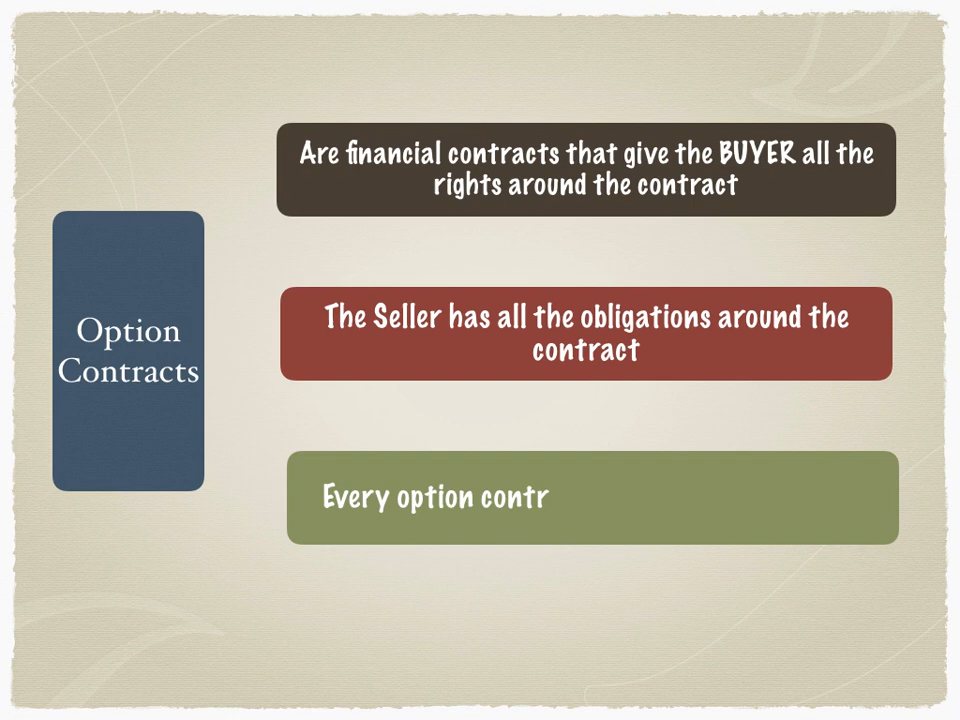 Option
Contracts
Are financial contracts that give the BUYER all the
rights around the contract
The Seller has all the obligations around the
contract
Every option contr